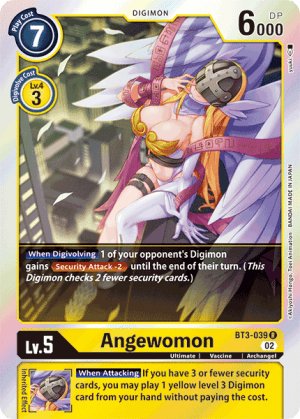 DIGIMON
Play Cost
7
6000
DP
Digivolve Cost
Lv.4
3
©Akiyoshi Hongo, Toei Animation BANDAI MADE IN JAPAN
When Digivolving 1 of your opponent's Digimon
gains Security Attack -2 until the end of their turn. (This
Digimon checks 2 fewer security cards.)
BT3-039 R
02
Lv.5
Angewomon
Ultimate | Vaccine | Archangel
Inherited Effect
When Attacking If you have 3 or fewer
security cards, you may play 1 yellow level 3 Digimon
card from your hand without paying the cost.